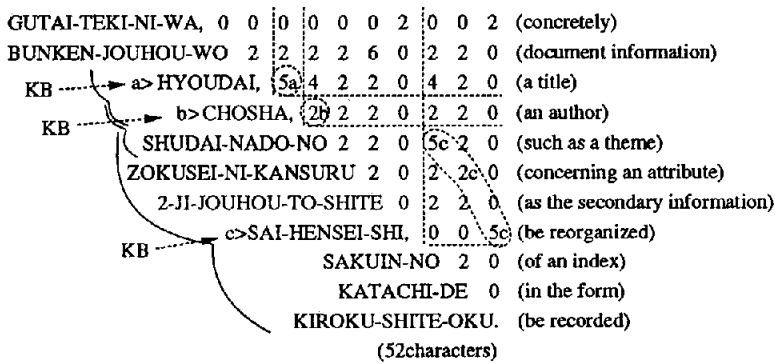 GUTAI-TEKI-NI-WA, 0 0 0 0 0 0 2 0 0 2 (concretely)
BUNKEN-JOUHOU-WO 2 2 2 2 6 0 2 2 0 (document information)
KB a> HYOUDAI, 5a 4 2 2 0 4 2 0 (a title)
KB b> CHOSHA, 2b 2 2 0 2 2 0 (an author)
SHUDAI-NADO-NO 2 2 0 5c 2 0 (such as a theme)
ZOKUSEI-NI-KANSURU 2 0 2 2c 0 (concerning an attribute)
2-JI-JOUHOU-TO-SHITE 0 2 2 0 (as the secondary information)
KB c>SAI-HENSEI-SHI, 0 0 5c (be reorganized)
SAKUIN-NO 2 0 (of an index)
KATACHI-DE 0 (in the form)
KIROKU-SHITE-OKU. (be recorded)
(52characters)